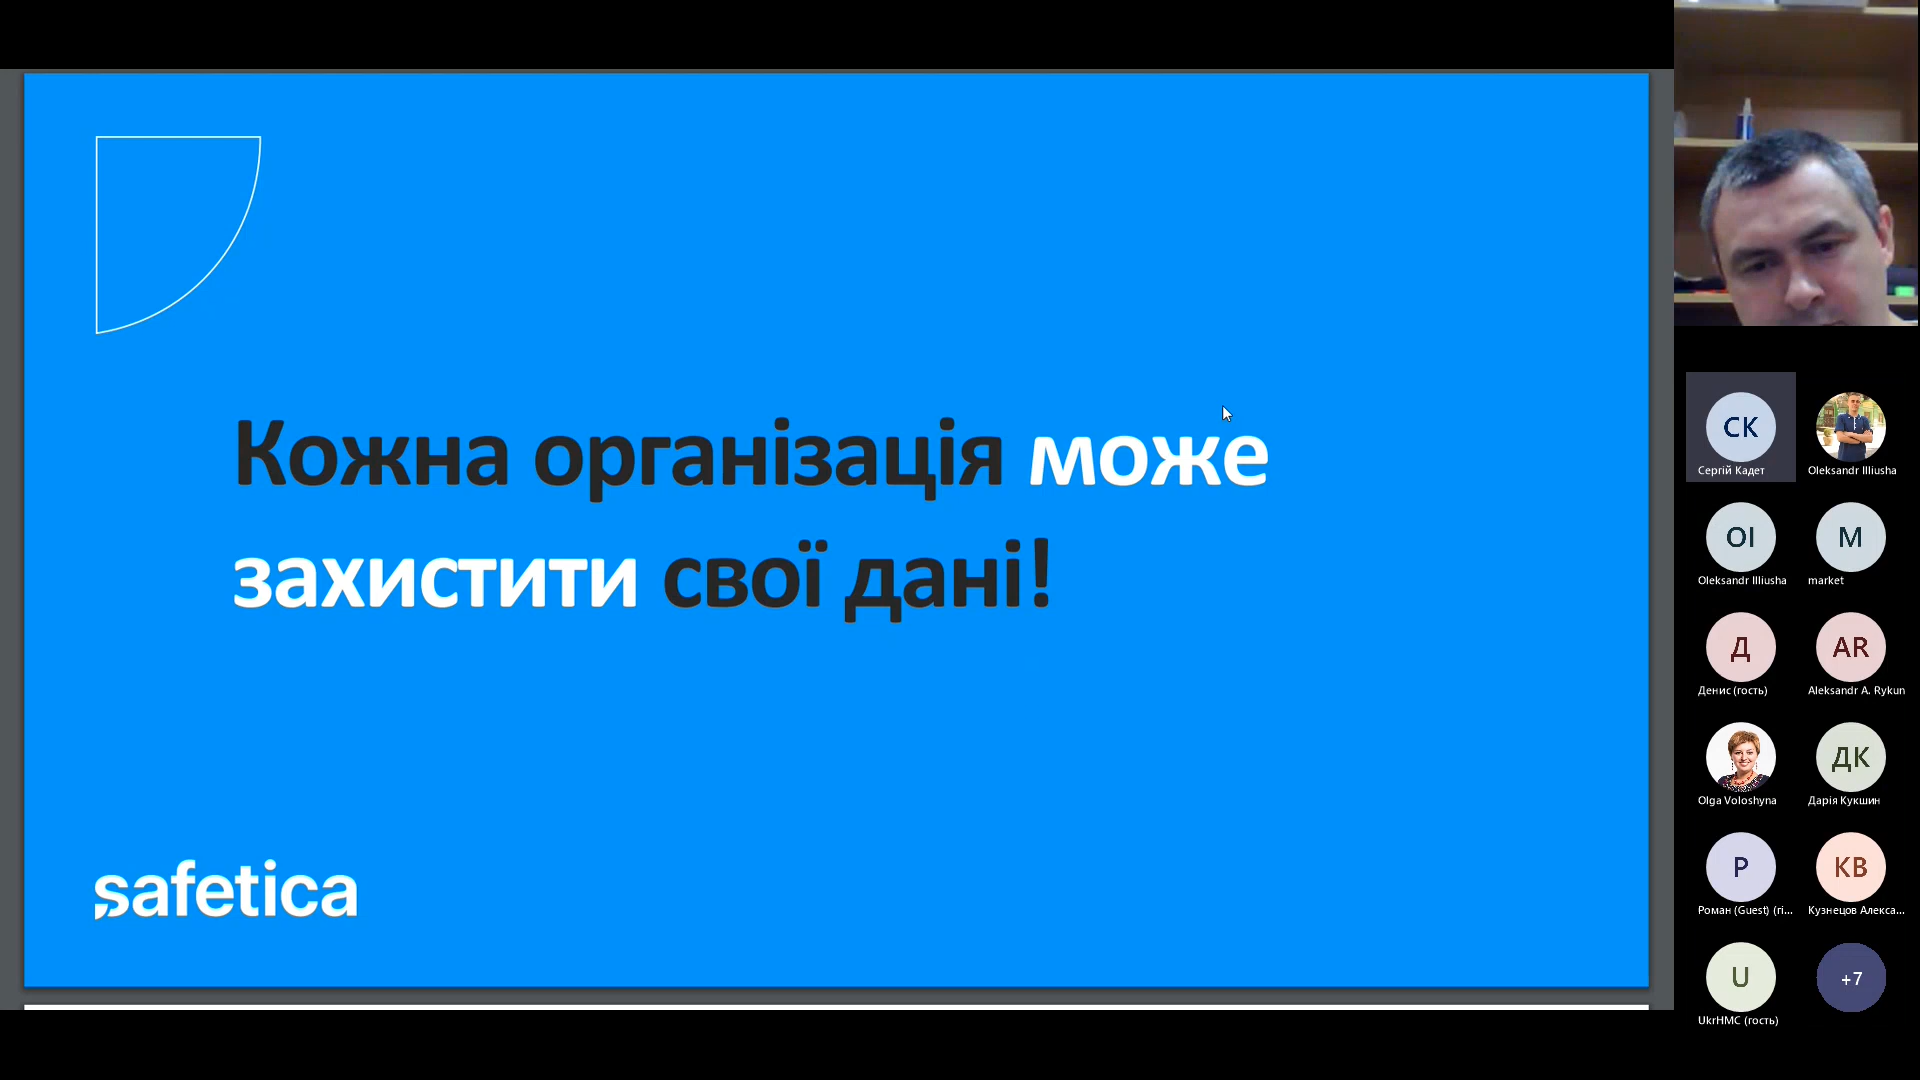 Кожна організація може
захистити свої дані!
safetica
СК
Сергій Кадет
Oleksandr Illiusha
OI
Oleksandr Illiusha
M
market
Д
Денис (гость)
AR
Aleksandr A. Rykun
Olga Voloshyna
ДК
Дарія Кукшин
Р
Роман (Guest) (гі...
КВ
Кузнецов Алекса...
U
UkrHMC (гость)
+7